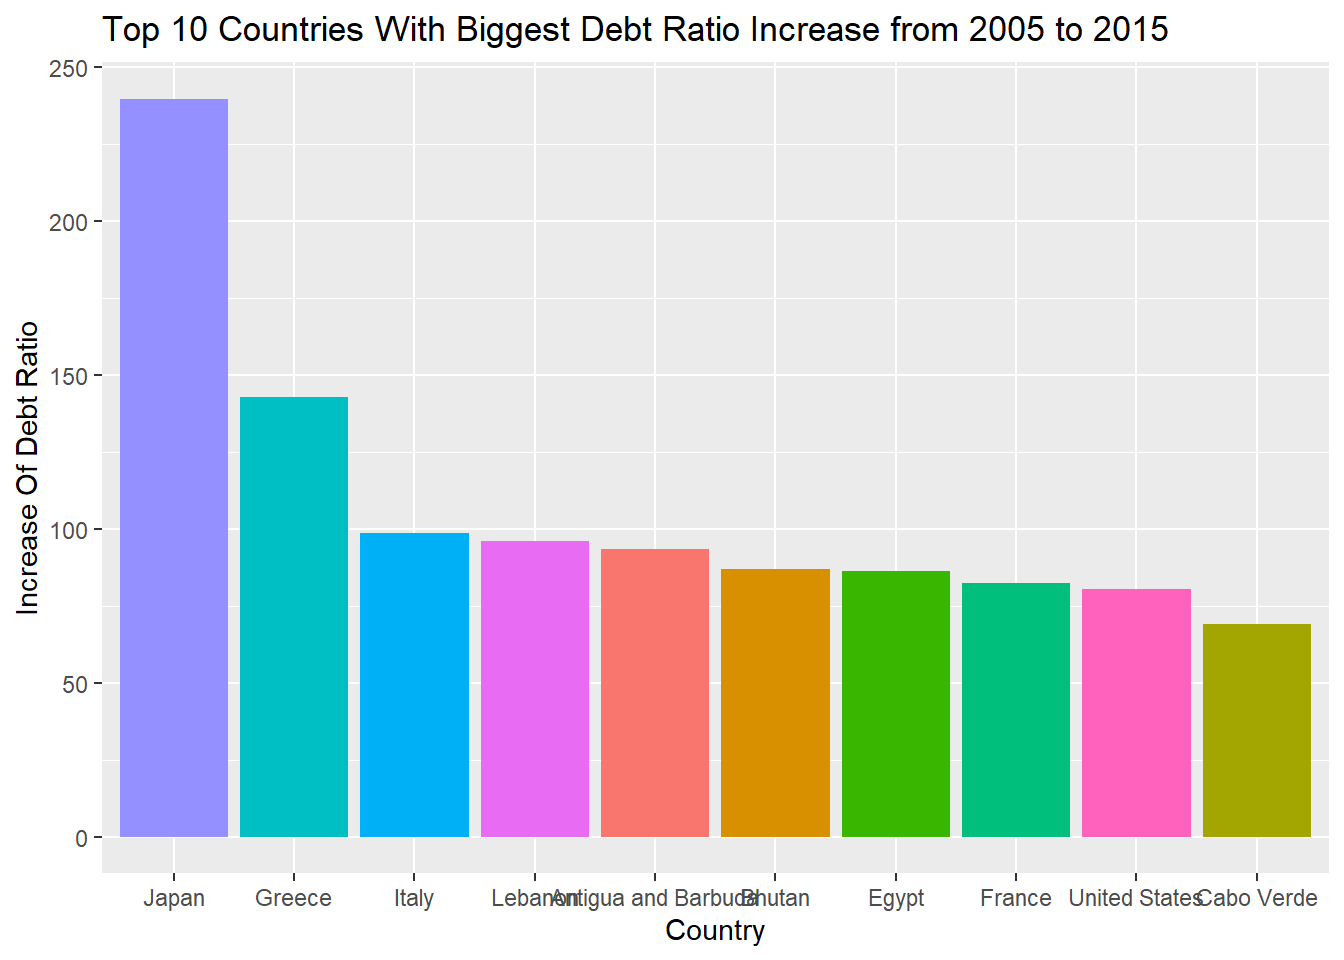 Top 10 Countries With Biggest Debt Ratio Increase from 2005 to 2015
Increase Of Debt Ratio
250
200
150
100
50
0
Japan Greece Italy Lebanon Antigua and Barbuda Bhutan Egypt France United States Cabo Verde
Country